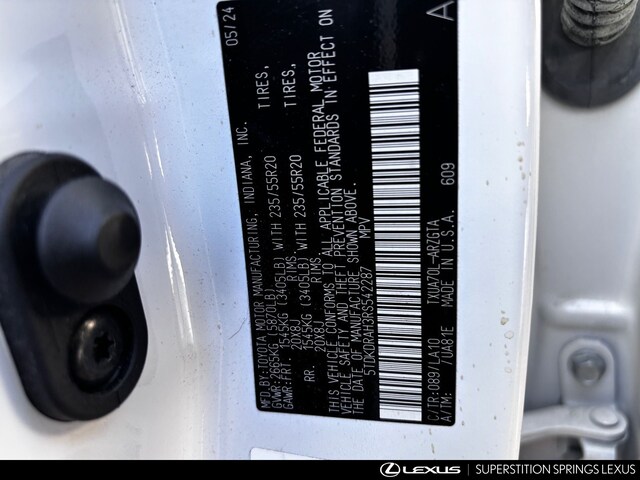 MFD.BY:TOYOTA MOTOR MANUFACTURING, INDIANA, INC. 05/24
GVWR:2665KG (5870LB)
GAWR:FRT. 1545KG (3405LB) WITH 235/55R20 TIRES,
20X8J RIMS,
RR. 1545KG (3405LB) WITH 235/55R20 TIRES,
20X8J RIMS.
THIS VEHICLE CONFORMS TO ALL APPLICABLE FEDERAL MOTOR
VEHICLE SAFETY AND THEFT PREVENTION STANDARDS IN EFFECT ON
THE DATE OF MANUFACTURE SHOWN ABOVE.
5TDKDRAH3RS542287 MPV
C/TR:089/LA10 TXUA70L-ARZGTA 609 A
A/TM: /UA81E MADE IN U.S.A.
LEXUS SUPERSTITION SPRINGS LEXUS